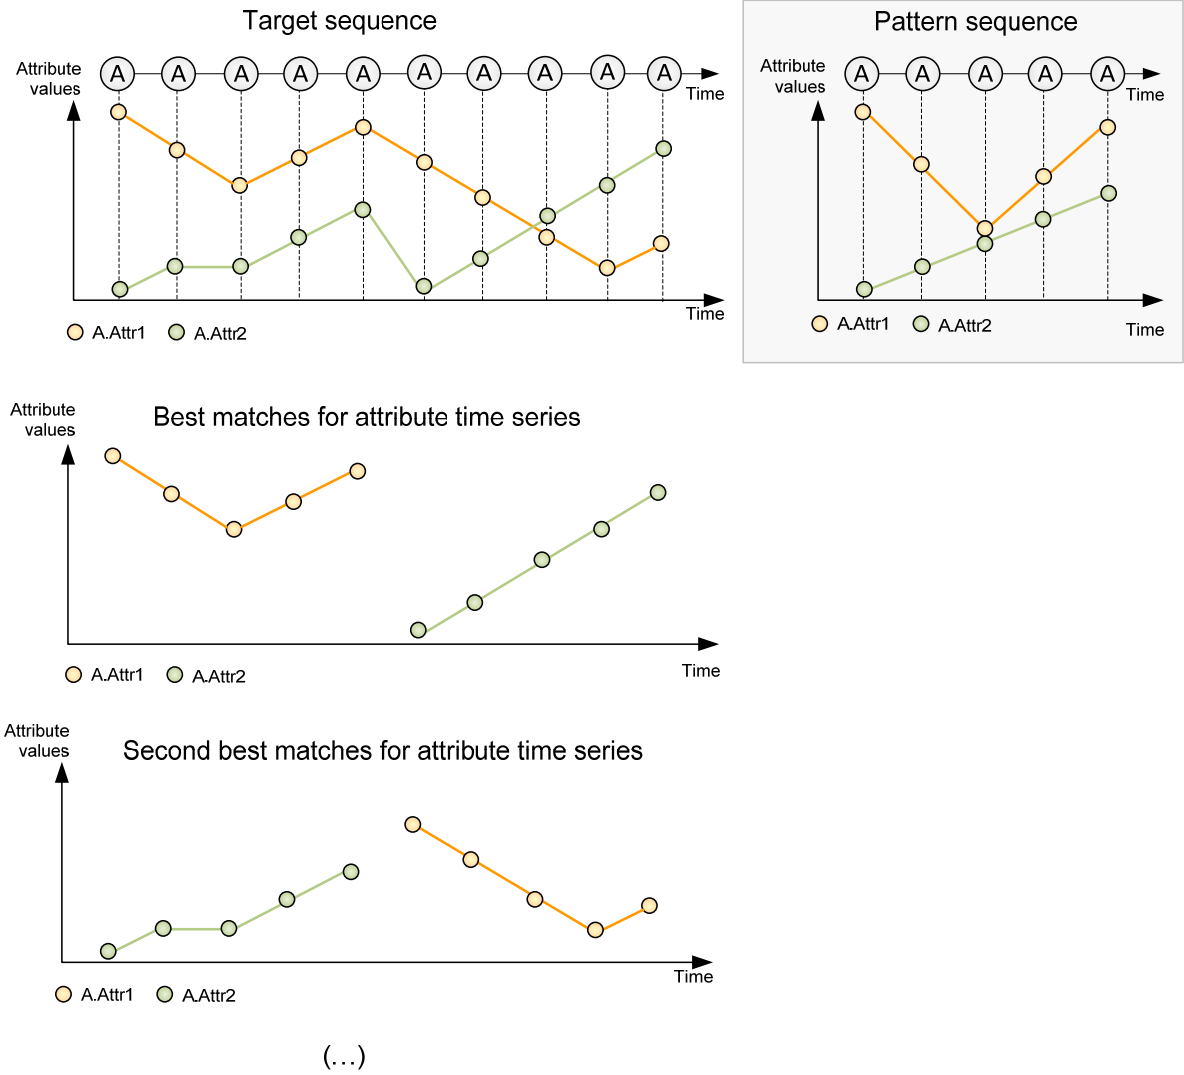 Target sequence
Attribute
values
A A A A A A A A A A
Time
Time
A.Attr1
A.Attr2
Pattern sequence
Attribute
values
A A A A A
Time
A.Attr1
A.Attr2
Time
Attribute
values
Best matches for attribute time series
A.Attr1
A.Attr2
Time
Attribute
values
Second best matches for attribute time series
Time
A.Attr1
A.Attr2
(...)